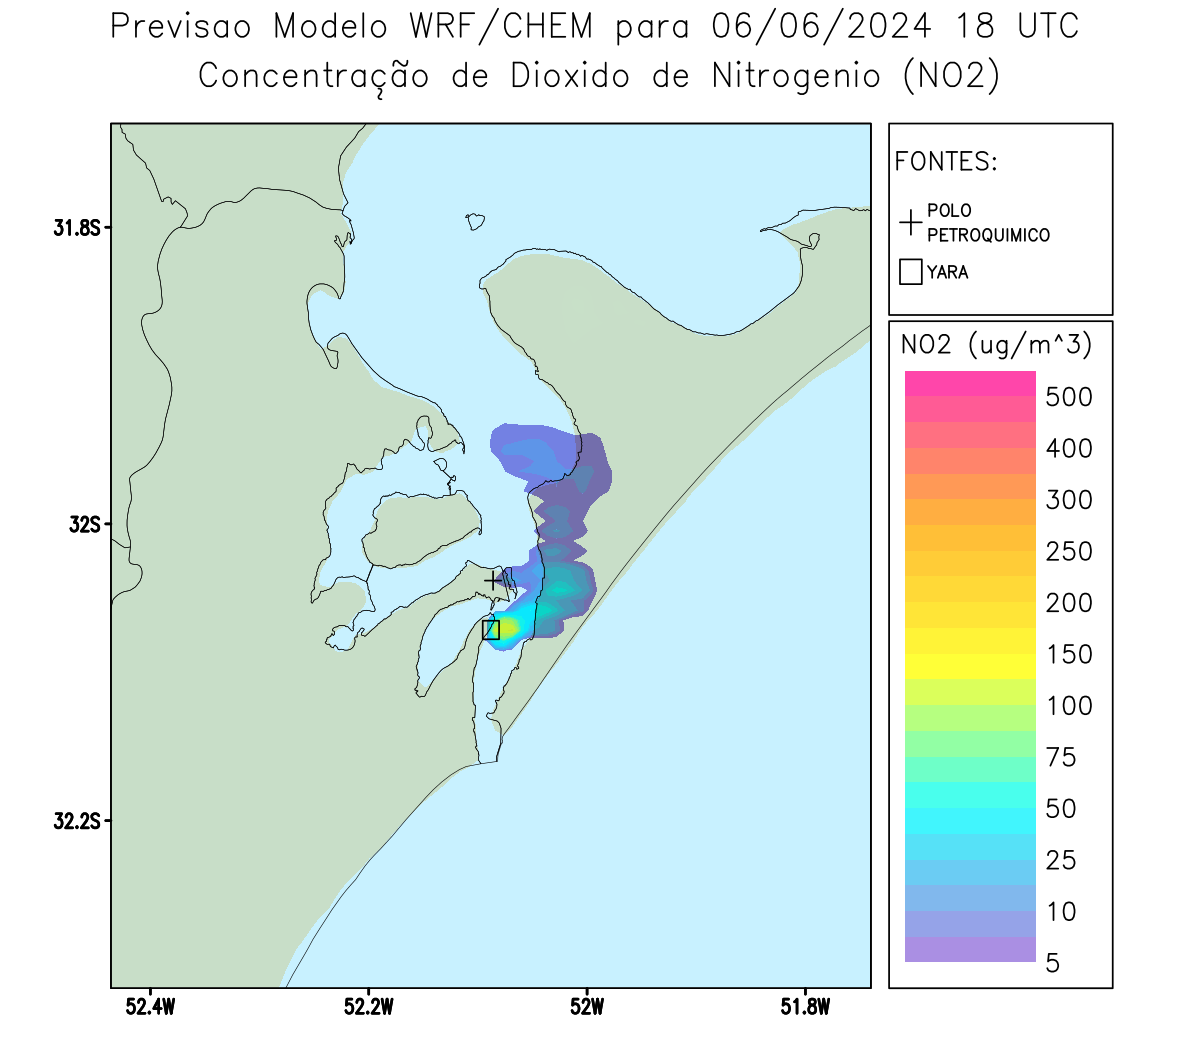 Previsao Modelo WRF/CHEM para 06/06/2024 18 UTC
Concentração de Dioxido de Nitrogenio (NO2)
FONTES:
POLO
PETROQUIMICO
YARA
NO2 (ug/m^3)
500
400
300
250
200
150
100
75
50
25
10
5
31.8S
32S
32.2S
52.4W
52.2W
52W
51.8W